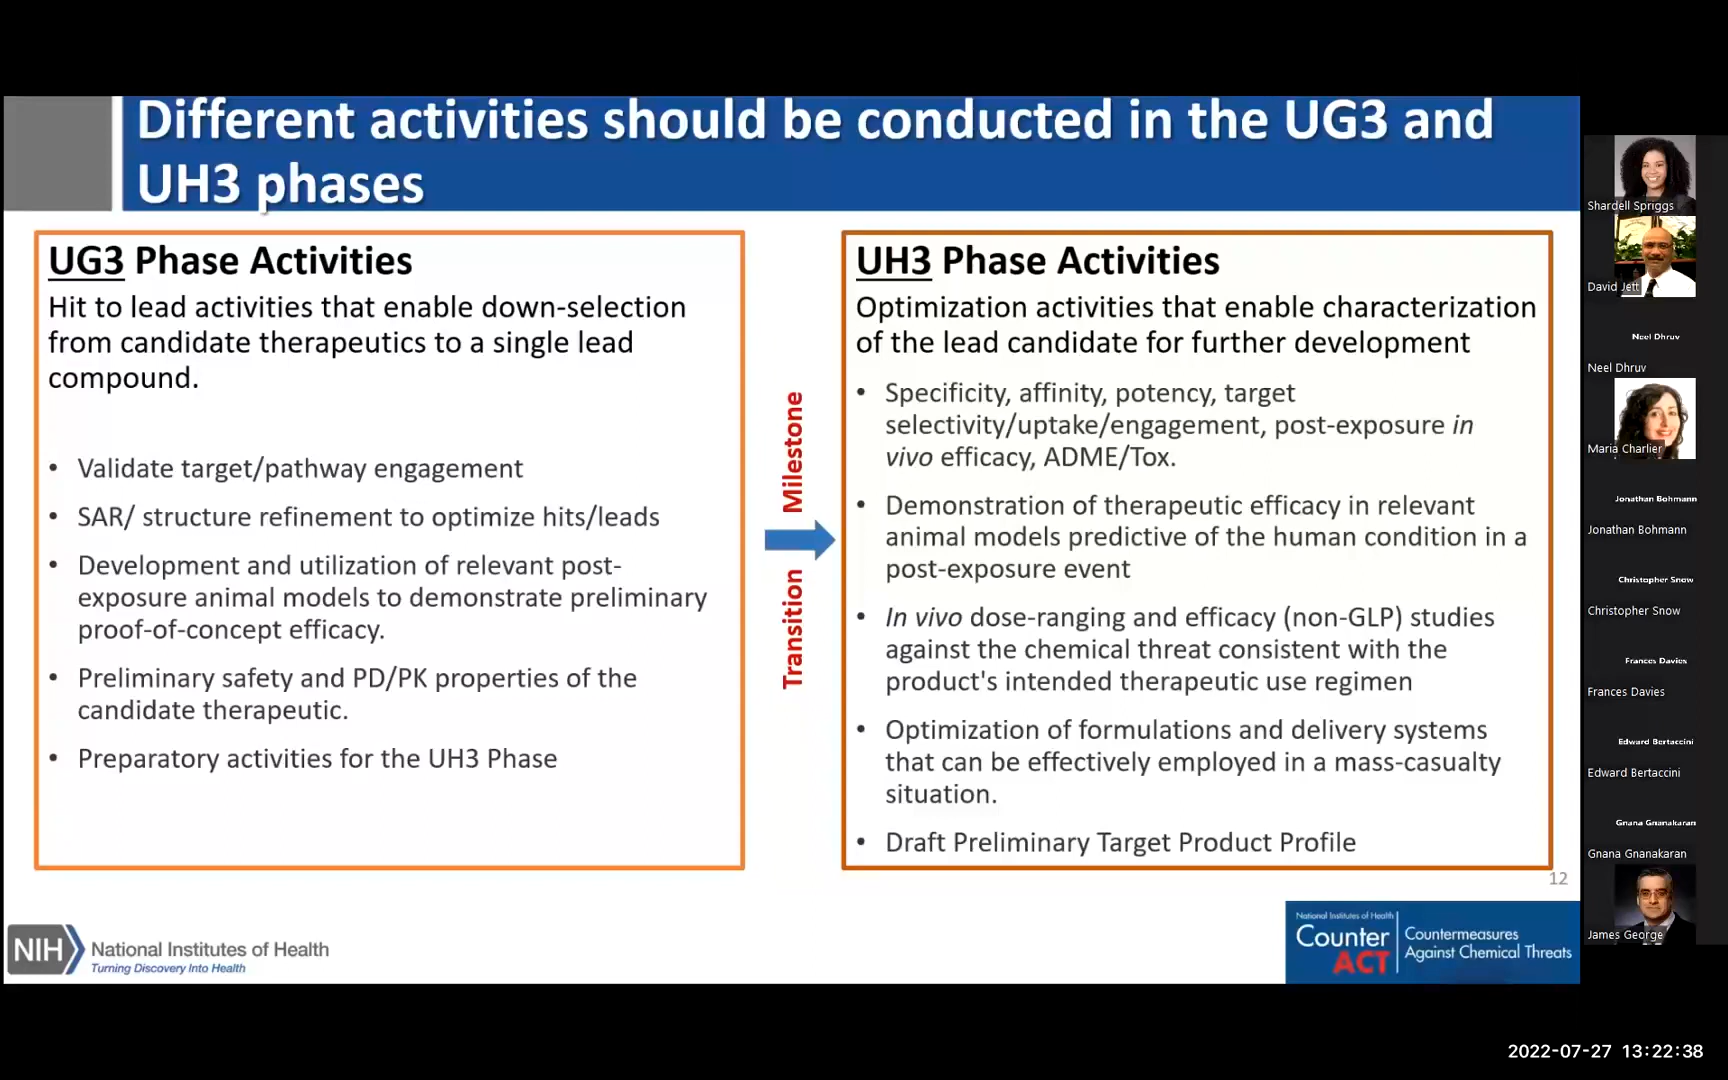 Different activities should be conducted in the UG3 and
UH3 phases
UG3 Phase Activities
Hit to lead activities that enable down-selection
from candidate therapeutics to a single lead
compound.
• Validate target/pathway engagement
• SAR/ structure refinement to optimize hits/leads
• Development and utilization of relevant post-
exposure animal models to demonstrate preliminary
proof-of-concept efficacy.
• Preliminary safety and PD/PK properties of the
candidate therapeutic.
• Preparatory activities for the UH3 Phase
Transition Milestone
UH3 Phase Activities
Optimization activities that enable characterization
of the lead candidate for further development
• Specificity, affinity, potency, target
selectivity/uptake/engagement, post-exposure in
vivo efficacy, ADME/Tox.
• Demonstration of therapeutic efficacy in relevant
animal models predictive of the human condition in a
post-exposure event
• In vivo dose-ranging and efficacy (non-GLP) studies
against the chemical threat consistent with the
product's intended therapeutic use regimen
• Optimization of formulations and delivery systems
that can be effectively employed in a mass-casualty
situation.
• Draft Preliminary Target Product Profile
12
NIH National Institutes of Health
Turning Discovery Into Health
National Institutes of Health
Counter
ACT
Countermeasures
Against Chemical Threats
Shardell Spriggs
David Jett
Neel Dhruv
Neel Dhruv
Maria Charlier
Jonathan Bohmann
Jonathan Bohmann
Christopher Snow
Christopher Snow
Frances Davies
Frances Davies
Edward Bertaccini
Edward Bertaccini
Gnana Gnanakaran
Gnana Gnanakaran
James George
2022-07-27 13:22:38